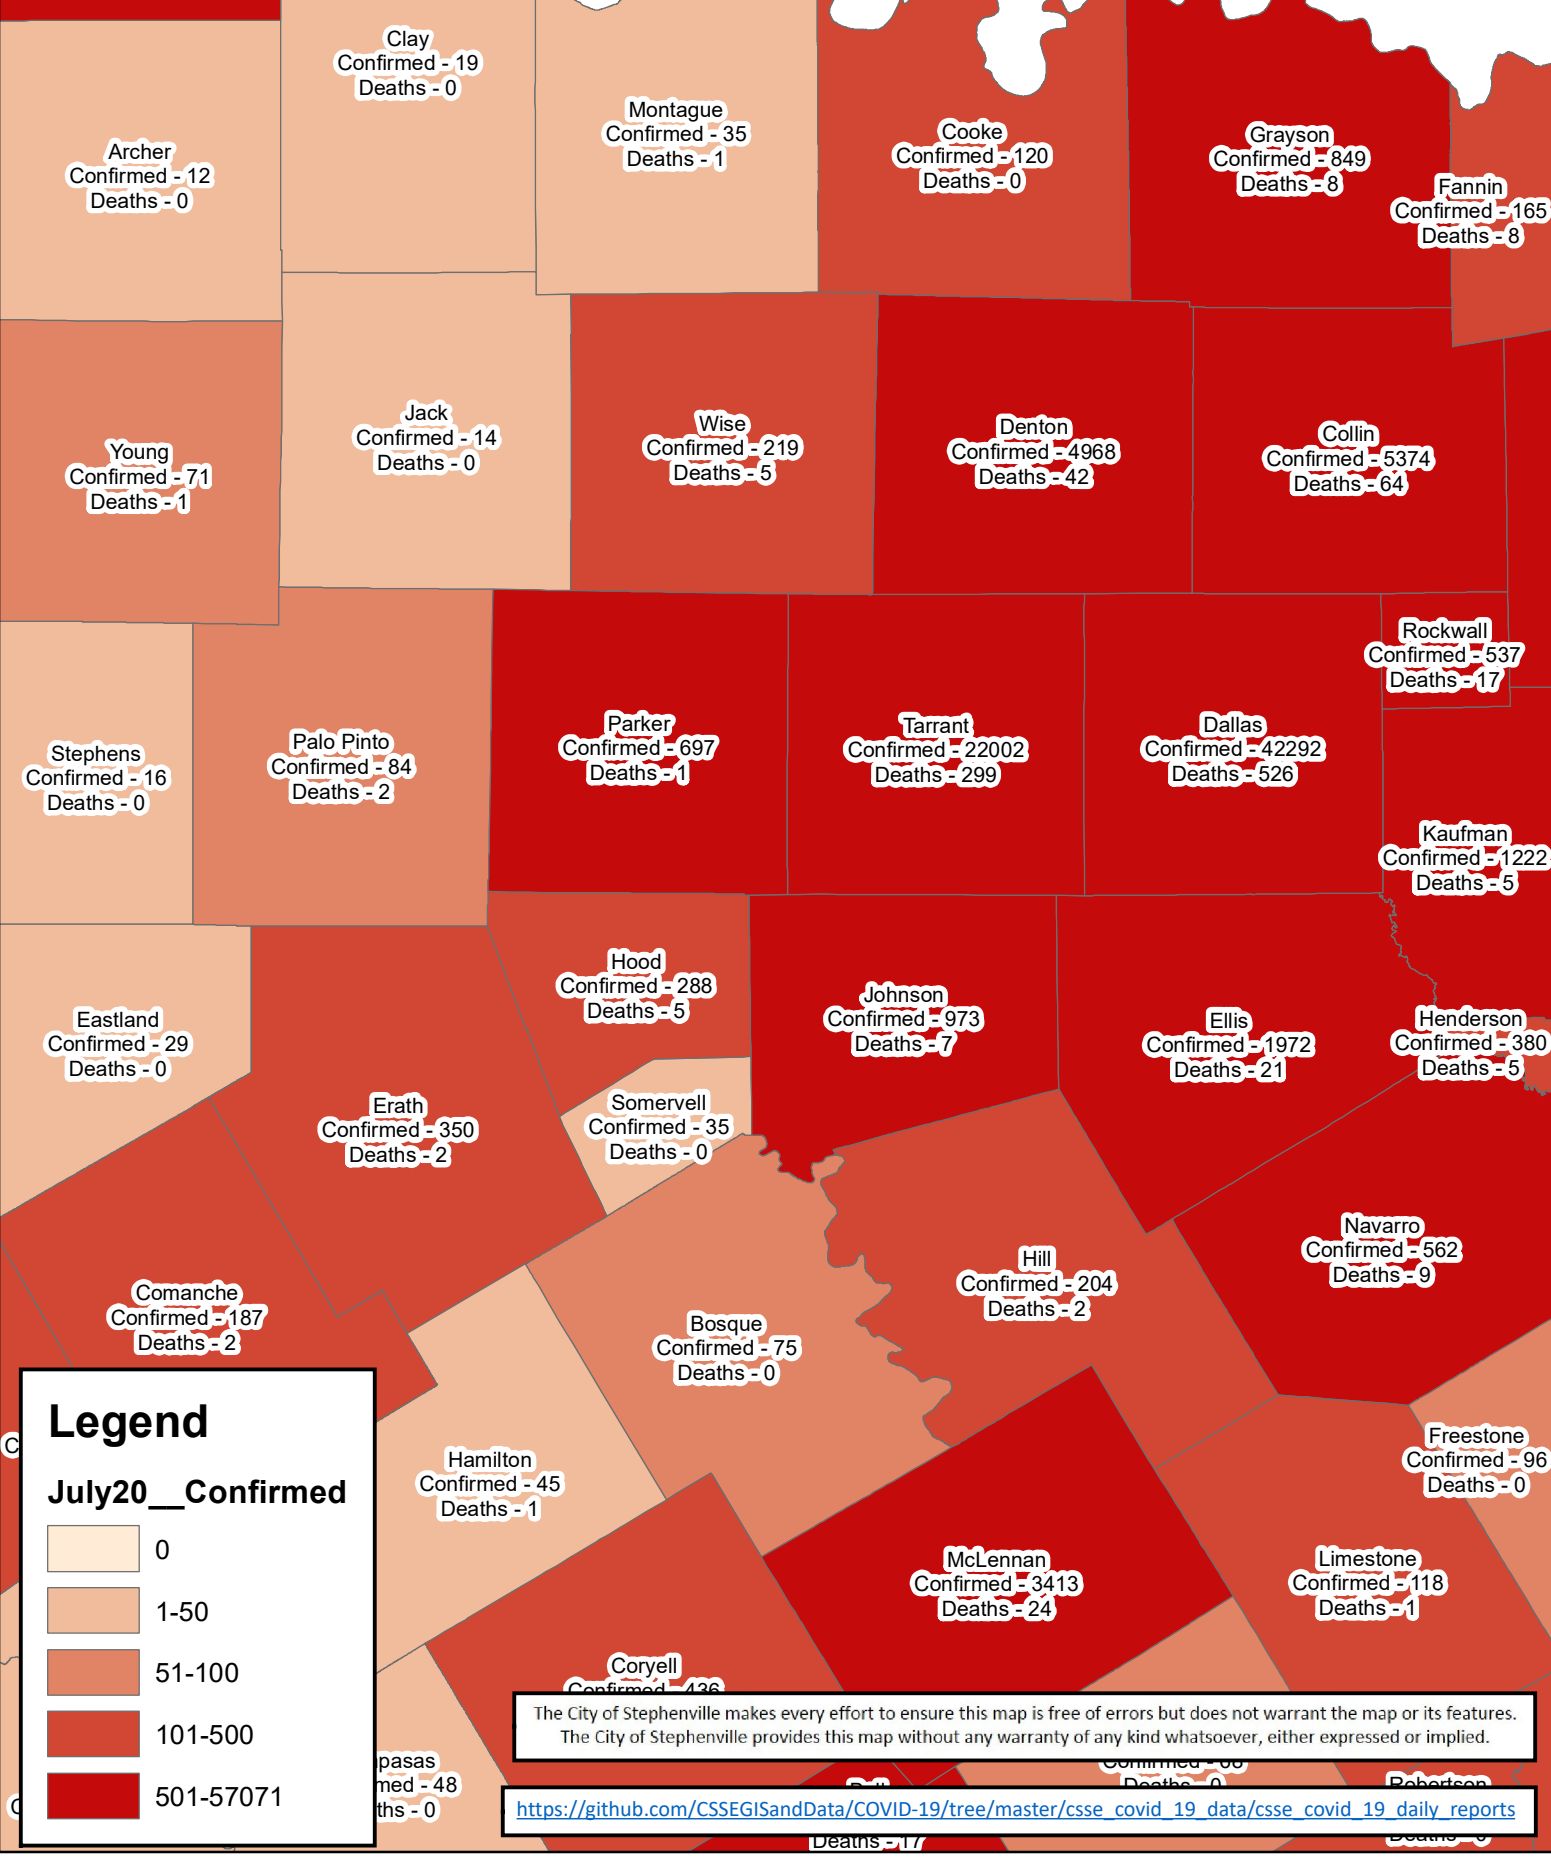 Clay
Confirmed - 19
Deaths - 0
Montague
Confirmed - 35
Deaths - 1
Cooke
Confirmed - 120
Deaths - 0
Grayson
Confirmed - 849
Deaths - 8
Archer
Confirmed - 12
Deaths - 0
Fannin
Confirmed - 165
Deaths - 8
Jack
Confirmed - 14
Deaths - 0
Wise
Confirmed - 219
Deaths - 5
Denton
Confirmed - 4968
Deaths - 42
Collin
Confirmed - 5374
Deaths - 64
Young
Confirmed - 71
Deaths - 1
Rockwall
Confirmed - 537
Deaths - 17
Stephens
Confirmed - 16
Deaths - 0
Palo Pinto
Confirmed - 84
Deaths - 2
Parker
Confirmed - 697
Deaths - 1
Tarrant
Confirmed - 22002
Deaths - 299
Dallas
Confirmed - 42292
Deaths - 526
Kaufman
Confirmed - 1222
Deaths - 5
Hood
Confirmed - 288
Deaths - 5
Johnson
Confirmed - 973
Deaths - 7
Ellis
Confirmed - 1972
Deaths - 21
Henderson
Confirmed - 380
Deaths - 5
Eastland
Confirmed - 29
Deaths - 0
Erath
Confirmed - 350
Deaths - 2
Somervell
Confirmed - 35
Deaths - 0
Navarro
Confirmed - 562
Deaths - 9
Hill
Confirmed - 204
Deaths - 2
Comanche
Confirmed - 187
Deaths - 2
Bosque
Confirmed - 75
Deaths - 0
Hamilton
Confirmed - 45
Deaths - 1
Freestone
Confirmed - 96
Deaths - 0
McLennan
Confirmed - 3413
Deaths - 24
Limestone
Confirmed - 118
Deaths - 1
Coryell
Confirmed - 436
pasas
med - 48
ths - 0
Deaths - 0
Robertson
Deaths - 17
Legend
July20__Confirmed
0
1-50
51-100
101-500
501-57071
The City of Stephenville makes every effort to ensure this map is free of errors but does not warrant the map or its features.
The City of Stephenville provides this map without any warranty of any kind whatsoever, either expressed or implied.
https://github.com/CSSEGISandData/COVID-19/tree/master/csse_covid_19_data/csse_covid_19_daily_reports